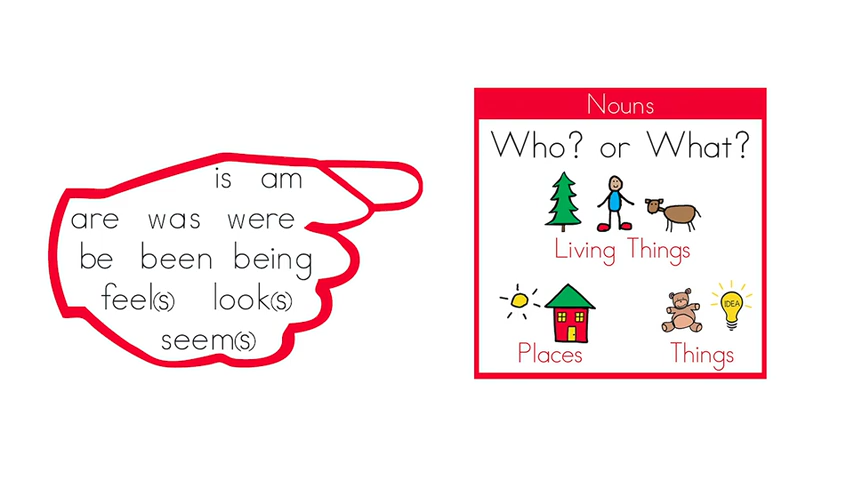 is am
are was were
be been being
feel(s) look(s)
seem(s)
Nouns
Who? or What?
Living Things
IDEA
Places
Things